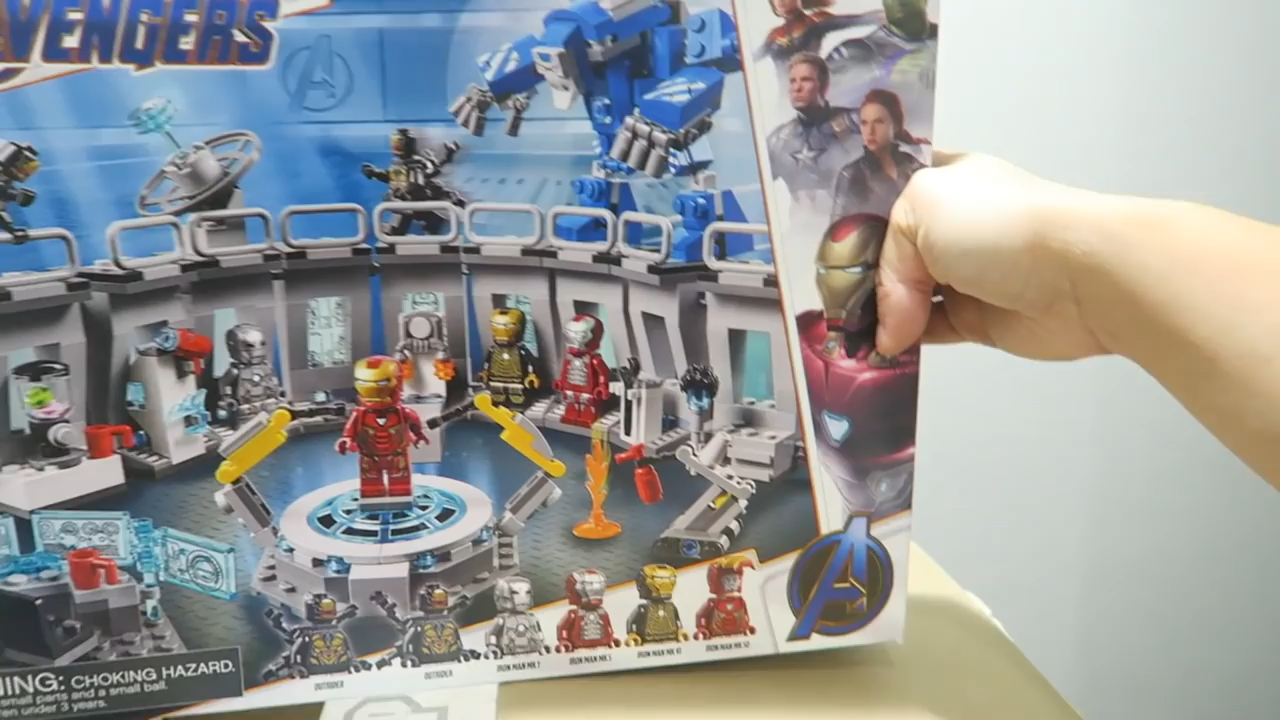 VENGERS
OUTRIDER
OUTRIDER
IRON MAN MK 1
IRON MAN MK 5
IRON MAN MK 41
IRON MAN MK 50
NING: CHOKING HAZARD.
small parts and a small ball.
en under 3 years.